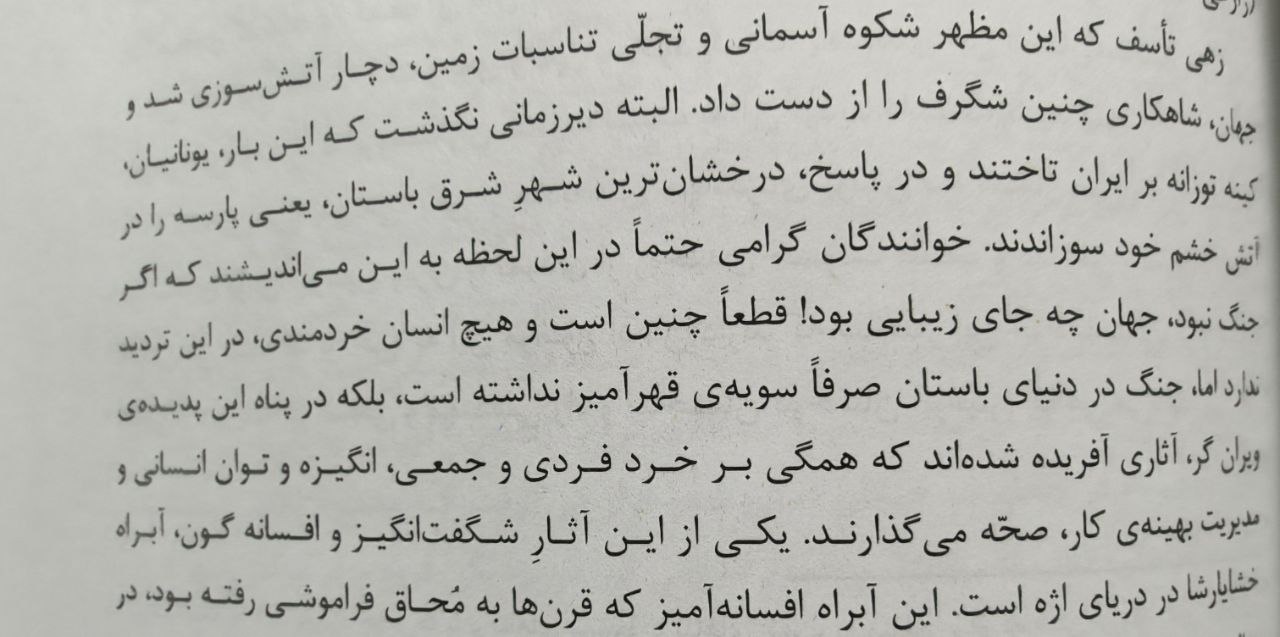 زهی تأسف که این مظهر شکوه آسمانی و تجلّی تناسبات زمین، دچار آتش‌سوزی شد و
جهان، شاهکاری چنین شگرف را از دست داد. البته دیرزمانی نگذشت که این بار، یونانیان،
کینه توزانه بر ایران تاختند و در پاسخ، درخشان‌ترین شهرِ شرق باستان، یعنی پارسه را در
آتش خشم خود سوزاندند. خوانندگان گرامی حتماً در این لحظه به این می‌اندیشند که اگر
جنگ نبود، جهان چه جای زیبایی بود! قطعاً چنین است و هیچ انسان خردمندی، در این تردید
ندارد اما، جنگ در دنیای باستان صرفاً سویه‌ی قهرآمیز نداشته است، بلکه در پناه این پدیده‌ی
ویران گر، آثاری آفریده شده‌اند که همگی بر خرد فردی و جمعی، انگیزه و توان انسانی و
مدیریت بهینه‌ی کار، صحّه می‌گذارند. یکی از این آثارِ شگفت‌انگیز و افسانه گون، آبراه
خشایارشا در دریای اژه است. این آبراه افسانه‌آمیز که قرن‌ها به مُحاق فراموشی رفته بود، در